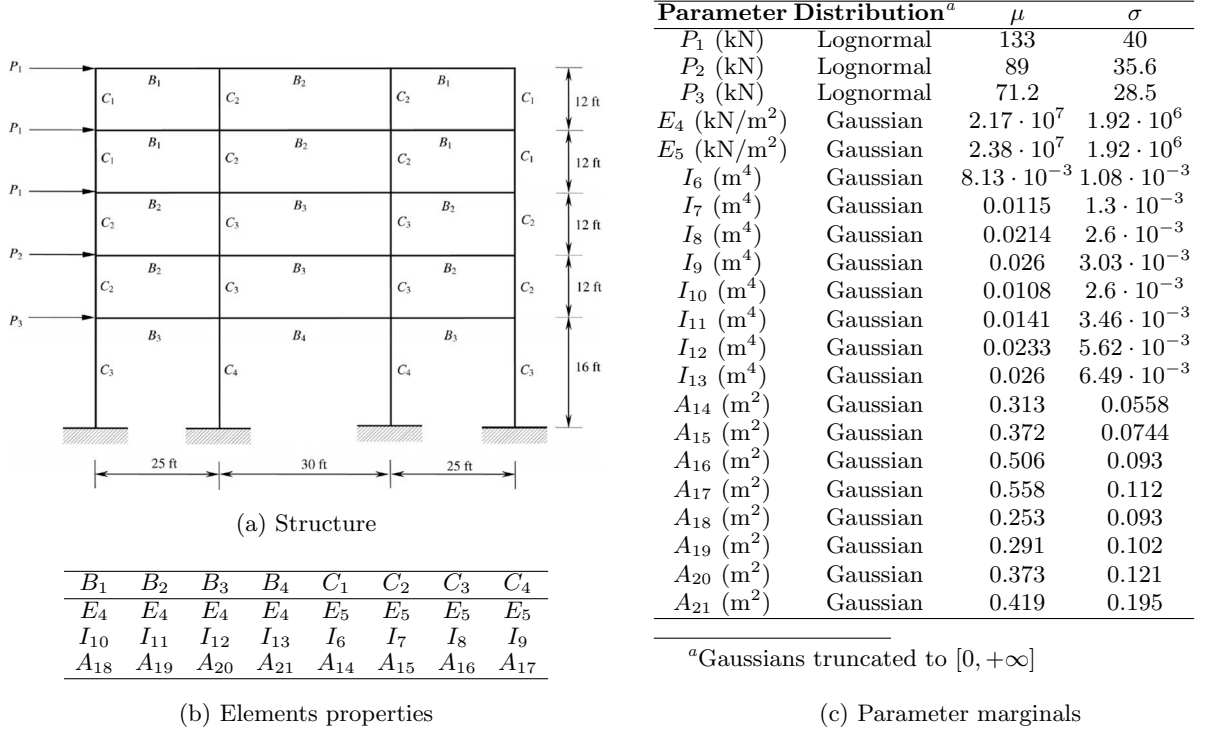 P₁ B₁ B₂ B₁
C₁ C₂ C₂ C₁ 12 ft
P₁ B₁ B₂ B₁
C₁ C₂ C₂ C₁ 12 ft
P₁ B₂ B₃ B₂
C₂ C₃ C₃ C₂ 12 ft
P₂ B₂ B₃ B₂
C₂ C₃ C₃ C₂ 12 ft
P₃ B₃ B₄ B₃
C₃ C₄ C₄ C₃ 16 ft
25 ft 30 ft 25 ft
(a) Structure
B₁ B₂ B₃ B₄ C₁ C₂ C₃ C₄
E₄ E₄ E₄ E₄ E₅ E₅ E₅ E₅
I₁₀ I₁₁ I₁₂ I₁₃ I₆ I₇ I₈ I₉
A₁₈ A₁₉ A₂₀ A₂₁ A₁₄ A₁₅ A₁₆ A₁₇
(b) Elements properties
Parameter Distributionᵃ μ σ
P₁ (kN) Lognormal 133 40
P₂ (kN) Lognormal 89 35.6
P₃ (kN) Lognormal 71.2 28.5
E₄ (kN/m²) Gaussian 2.17 · 10⁷ 1.92 · 10⁶
E₅ (kN/m²) Gaussian 2.38 · 10⁷ 1.92 · 10⁶
I₆ (m⁴) Gaussian 8.13 · 10⁻³ 1.08 · 10⁻³
I₇ (m⁴) Gaussian 0.0115 1.3 · 10⁻³
I₈ (m⁴) Gaussian 0.0214 2.6 · 10⁻³
I₉ (m⁴) Gaussian 0.026 3.03 · 10⁻³
I₁₀ (m⁴) Gaussian 0.0108 2.6 · 10⁻³
I₁₁ (m⁴) Gaussian 0.0141 3.46 · 10⁻³
I₁₂ (m⁴) Gaussian 0.0233 5.62 · 10⁻³
I₁₃ (m⁴) Gaussian 0.026 6.49 · 10⁻³
A₁₄ (m²) Gaussian 0.313 0.0558
A₁₅ (m²) Gaussian 0.372 0.0744
A₁₆ (m²) Gaussian 0.506 0.093
A₁₇ (m²) Gaussian 0.558 0.112
A₁₈ (m²) Gaussian 0.253 0.093
A₁₉ (m²) Gaussian 0.291 0.102
A₂₀ (m²) Gaussian 0.373 0.121
A₂₁ (m²) Gaussian 0.419 0.195
ᵃGaussians truncated to [0, +∞]
(c) Parameter marginals